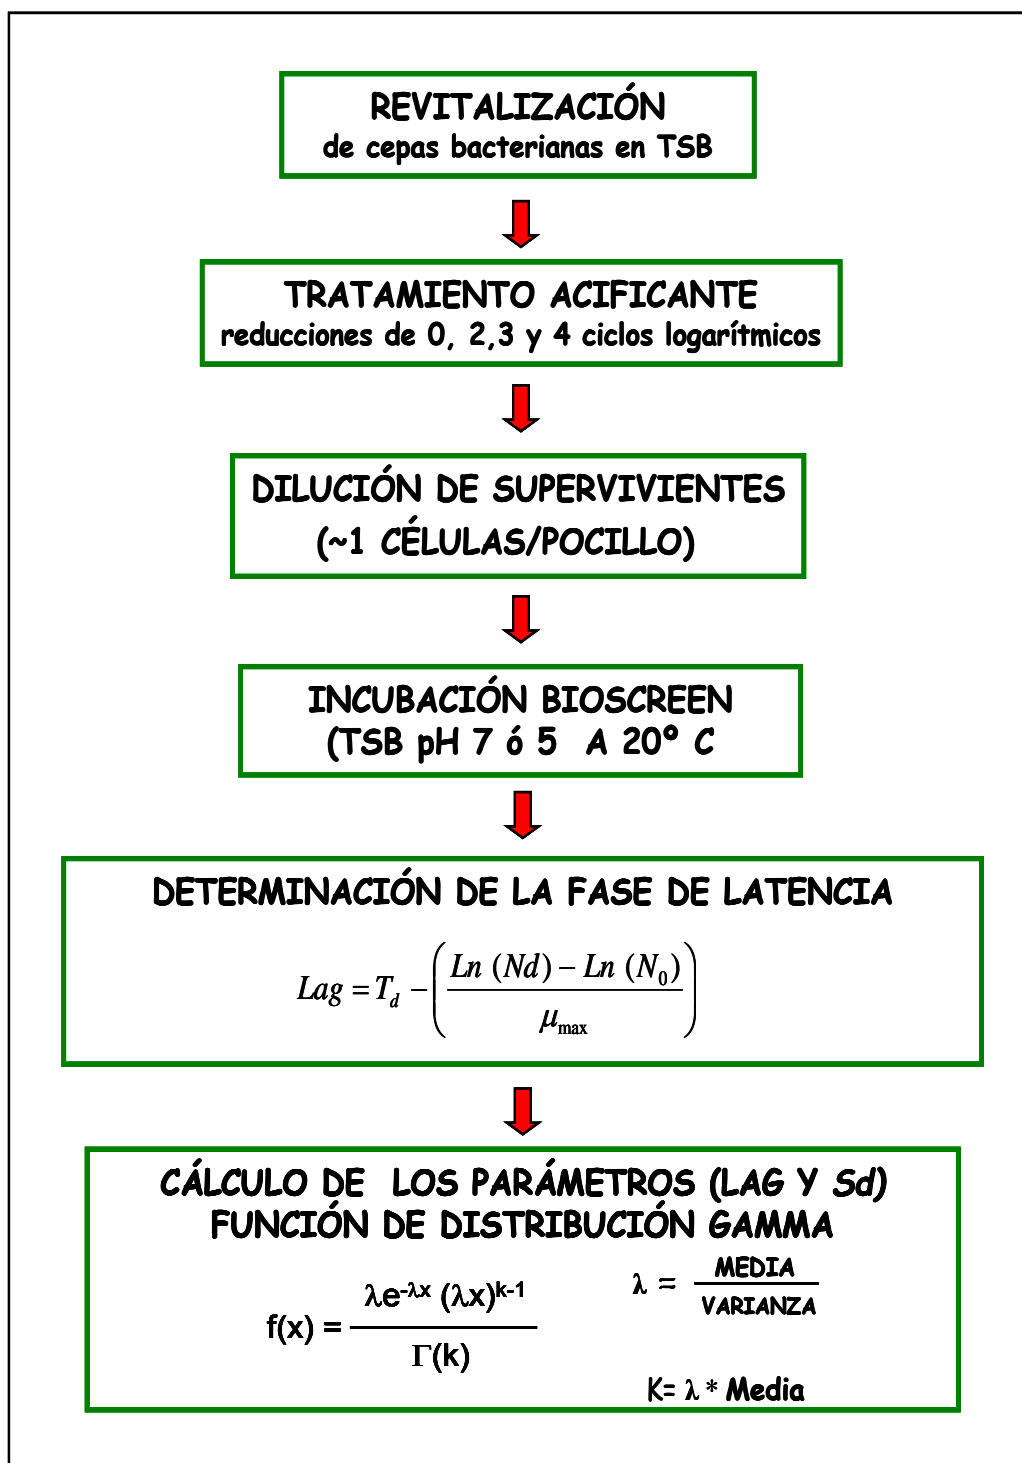 REVITALIZACIÓN
de cepas bacterianas en TSB
TRATAMIENTO ACIFICANTE
reducciones de 0, 2,3 y 4 ciclos logarítmicos
DILUCIÓN DE SUPERVIVIENTES
(~1 CÉLULAS/POCILLO)
INCUBACIÓN BIOSCREEN
(TSB pH 7 ó 5 A 20º C
DETERMINACIÓN DE LA FASE DE LATENCIA
Lag = T_d − ( (Ln (Nd) − Ln (N_0)) / μ_max )
CÁLCULO DE LOS PARÁMETROS (LAG Y Sd)
FUNCIÓN DE DISTRIBUCIÓN GAMMA
f(x) = λe^{-λx} (λx)^{k-1} / Γ(k)
λ = MEDIA / VARIANZA
K= λ * Media